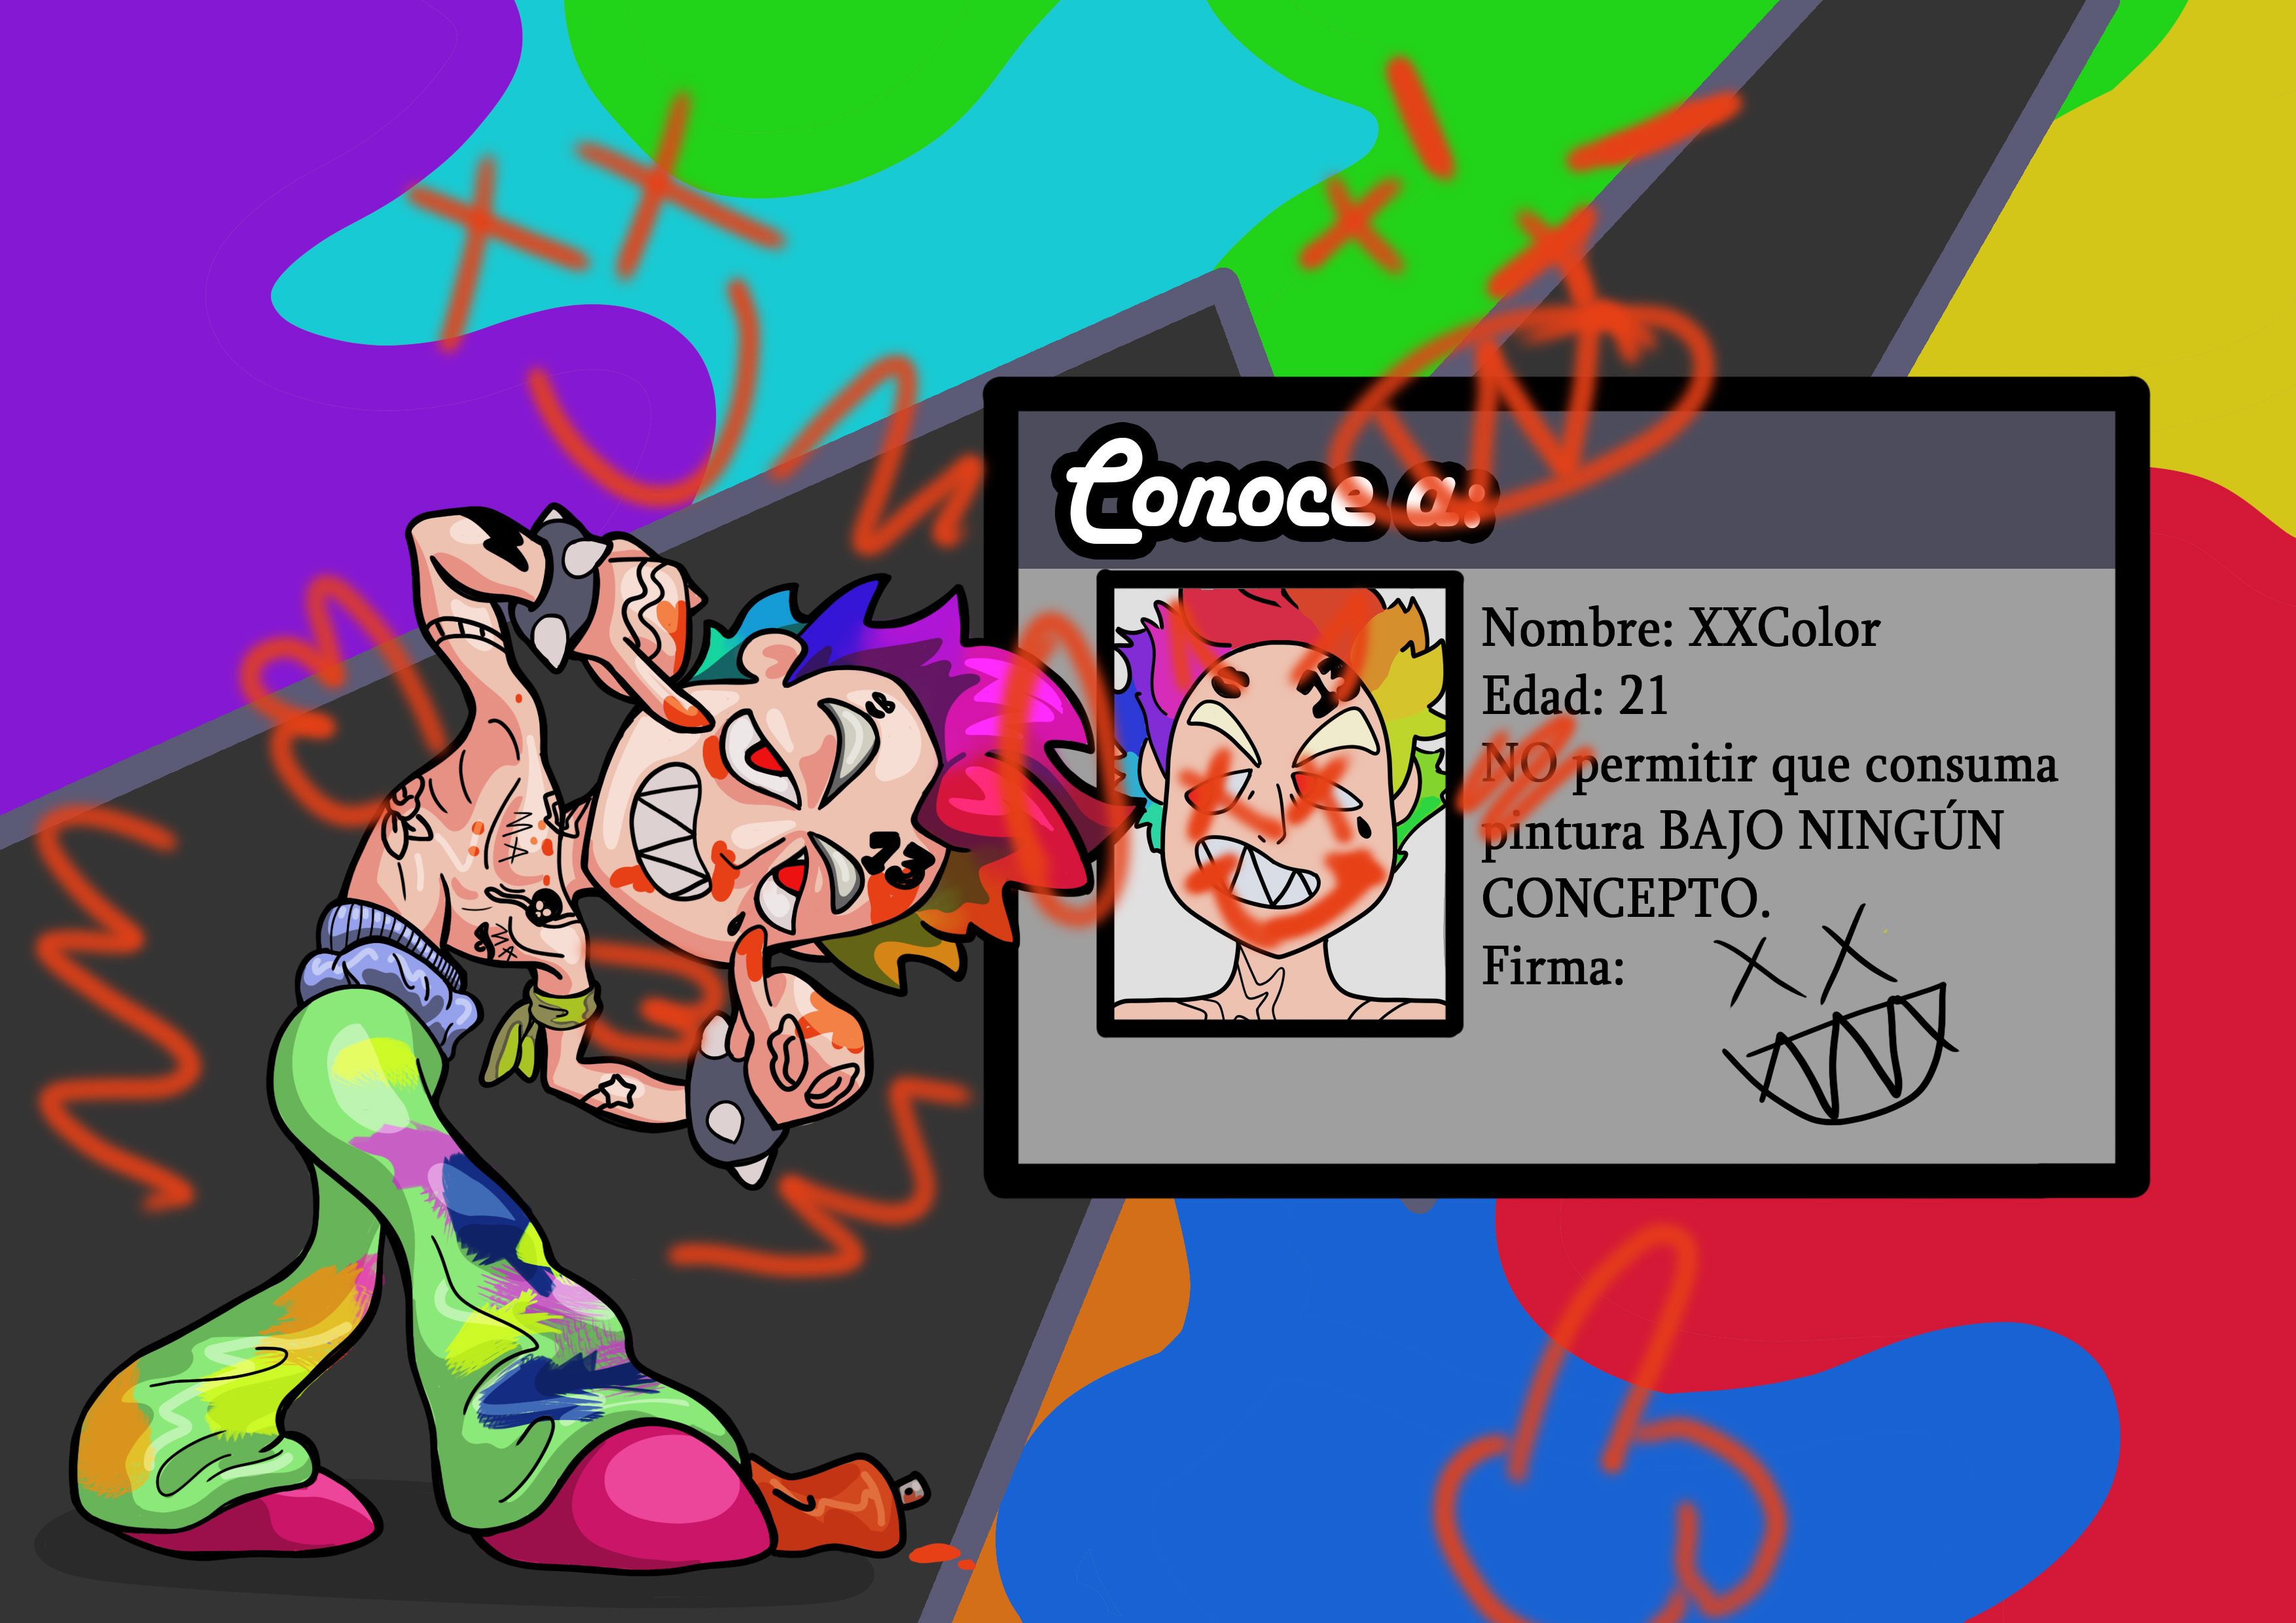 Conoce a:
Nombre: XXColor
Edad: 21
NO permitir que consuma
pintura BAJO NINGÚN
CONCEPTO.
Firma: